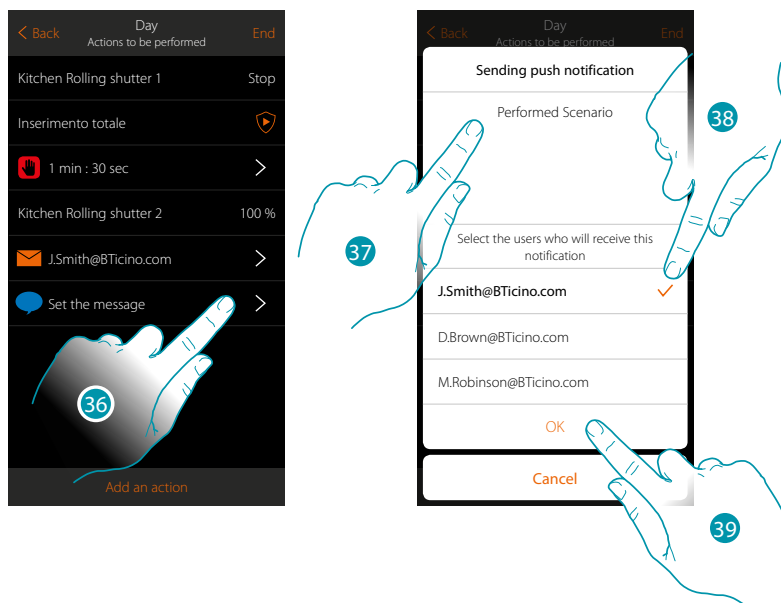 Day
< Back
Actions to be performed
End
Kitchen Rolling shutter 1
Stop
Inserimento totale
1 min : 30 sec
Kitchen Rolling shutter 2
100 %
J.Smith@BTicino.com
Set the message
36
Add an action
Day
< Back
Actions to be performed
End
Sending push notification
Performed Scenario
38
37
Select the users who will receive this
notification
J.Smith@BTicino.com
D.Brown@BTicino.com
M.Robinson@BTicino.com
OK
Cancel
39